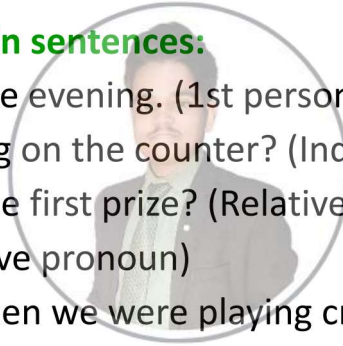 n sentences:
e evening. (1st person
g on the counter? (Ind
e first prize? (Relative
ve pronoun)
en we were playing cr